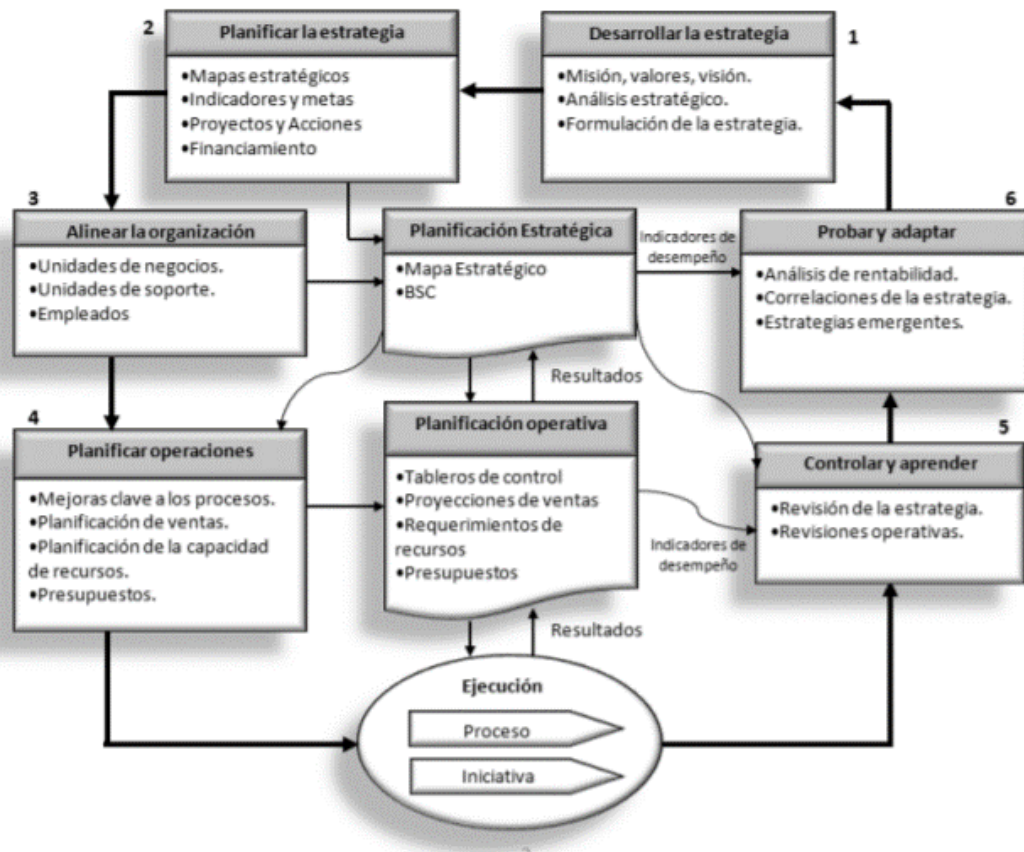 2
Planificar la estrategia
•Mapas estratégicos
•Indicadores y metas
•Proyectos y Acciones
•Financiamiento
Desarrollar la estrategia
1
•Misión, valores, visión.
•Análisis estratégico.
•Formulación de la estrategia.
3
Alinear la organización
•Unidades de negocios.
•Unidades de soporte.
•Empleados
Planificación Estratégica
•Mapa Estratégico
•BSC
Indicadores de
desempeño
6
Probar y adaptar
•Análisis de rentabilidad.
•Correlaciones de la estrategia.
•Estrategias emergentes.
Resultados
4
Planificar operaciones
•Mejoras clave a los procesos.
•Planificación de ventas.
•Planificación de la capacidad
de recursos.
•Presupuestos.
Planificación operativa
•Tableros de control
•Proyecciones de ventas
•Requerimientos de
recursos
•Presupuestos
Indicadores de
desempeño
5
Controlar y aprender
•Revisión de la estrategia.
•Revisiones operativas.
Resultados
Ejecución
Proceso
Iniciativa